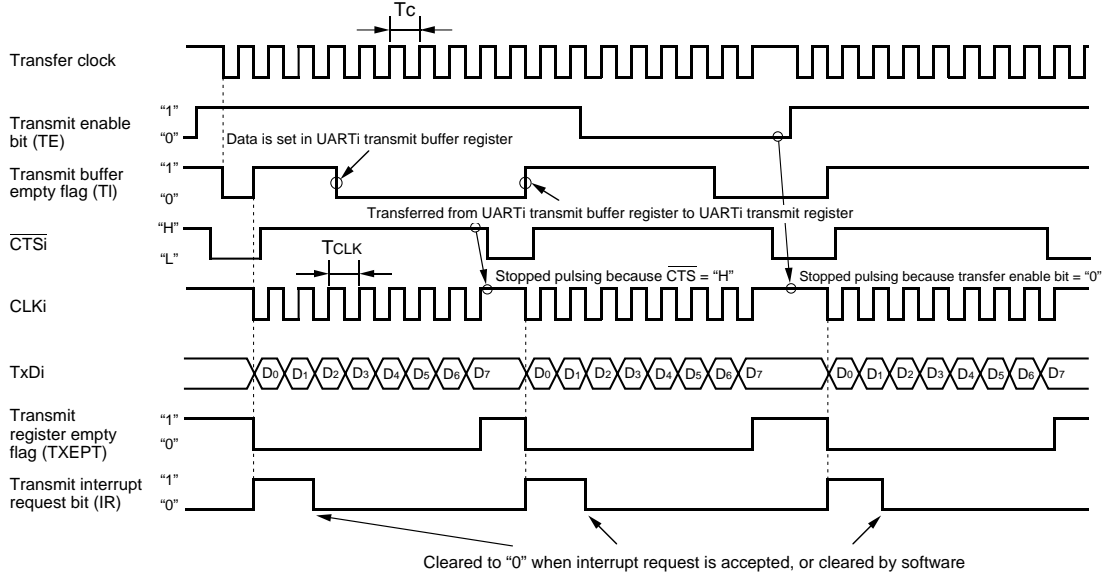 Tc
Transfer clock
Transmit enable
bit (TE)
“1”
“0”
Data is set in UARTi transmit buffer register
Transmit buffer
empty flag (TI)
“1”
“0”
Transferred from UARTi transmit buffer register to UARTi transmit register
CTSi
“H”
“L”
TCLK
Stopped pulsing because CTS = “H”
Stopped pulsing because transfer enable bit = “0”
CLKi
TxDi
D0 D1 D2 D3 D4 D5 D6 D7 D0 D1 D2 D3 D4 D5 D6 D7 D0 D1 D2 D3 D4 D5 D6 D7
Transmit
register empty
flag (TXEPT)
“1”
“0”
Transmit interrupt
request bit (IR)
“1”
“0”
Cleared to “0” when interrupt request is accepted, or cleared by software